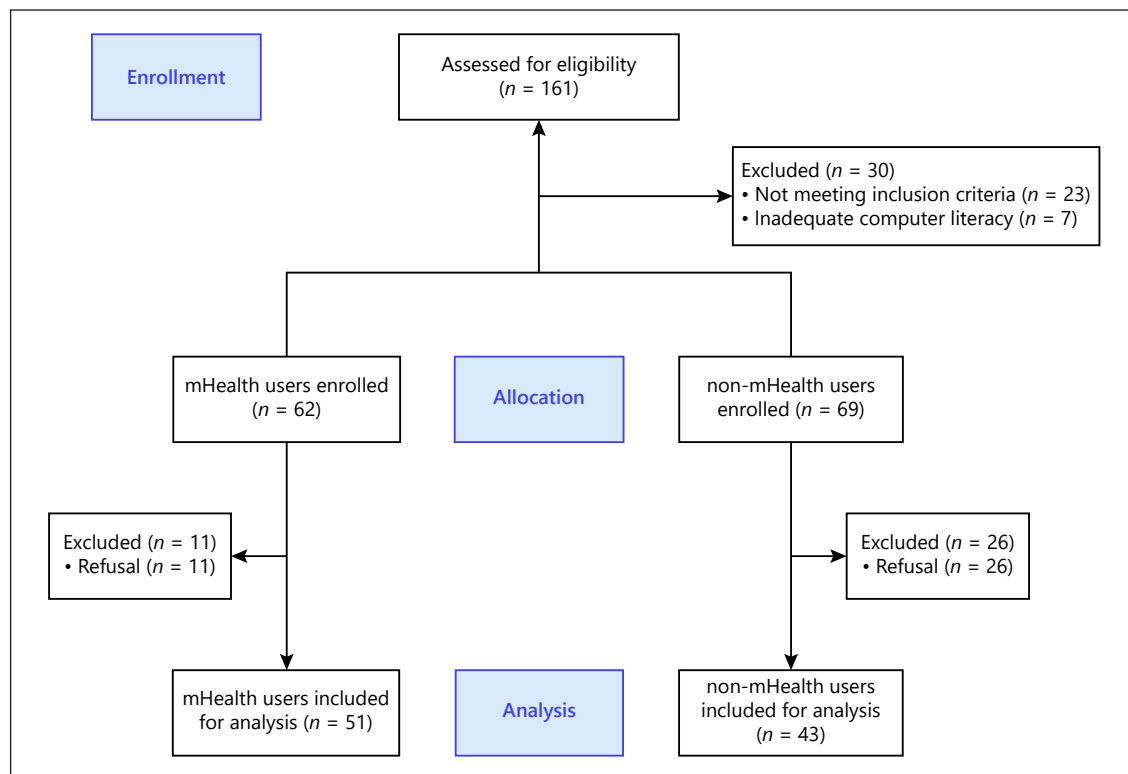 Enrollment
Assessed for eligibility
(n = 161)
Excluded (n = 30)
• Not meeting inclusion criteria (n = 23)
• Inadequate computer literacy (n = 7)
mHealth users enrolled
(n = 62)
Allocation
non-mHealth users
enrolled (n = 69)
Excluded (n = 11)
• Refusal (n = 11)
Excluded (n = 26)
• Refusal (n = 26)
mHealth users included
for analysis (n = 51)
Analysis
non-mHealth users
included for analysis
(n = 43)